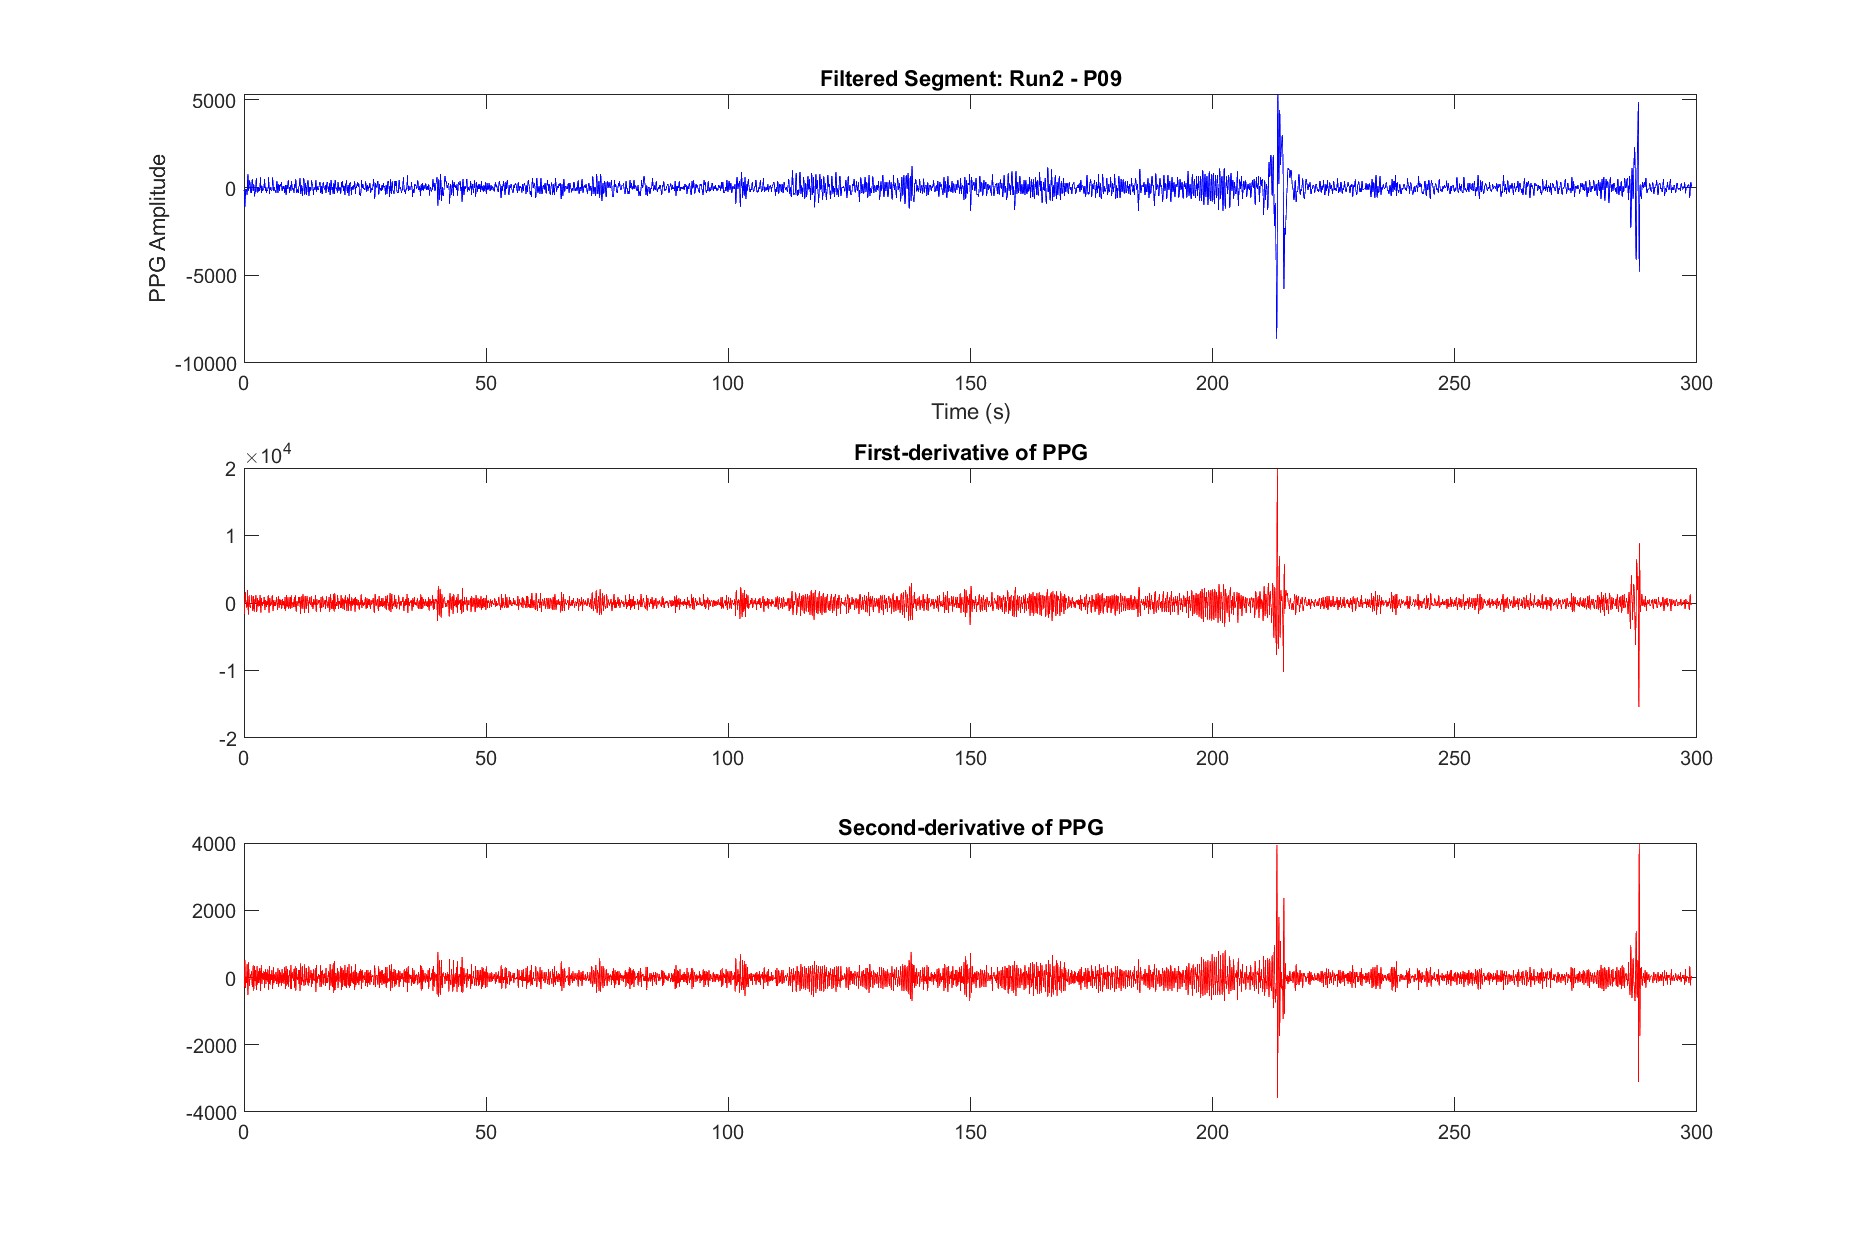 Filtered Segment: Run2 - P09
5000
0
-5000
-10000
PPG Amplitude
0 50 100 150 200 250 300
Time (s)
First-derivative of PPG
×10⁴
2
1
0
-1
-2
0 50 100 150 200 250 300
Second-derivative of PPG
4000
2000
0
-2000
-4000
0 50 100 150 200 250 300